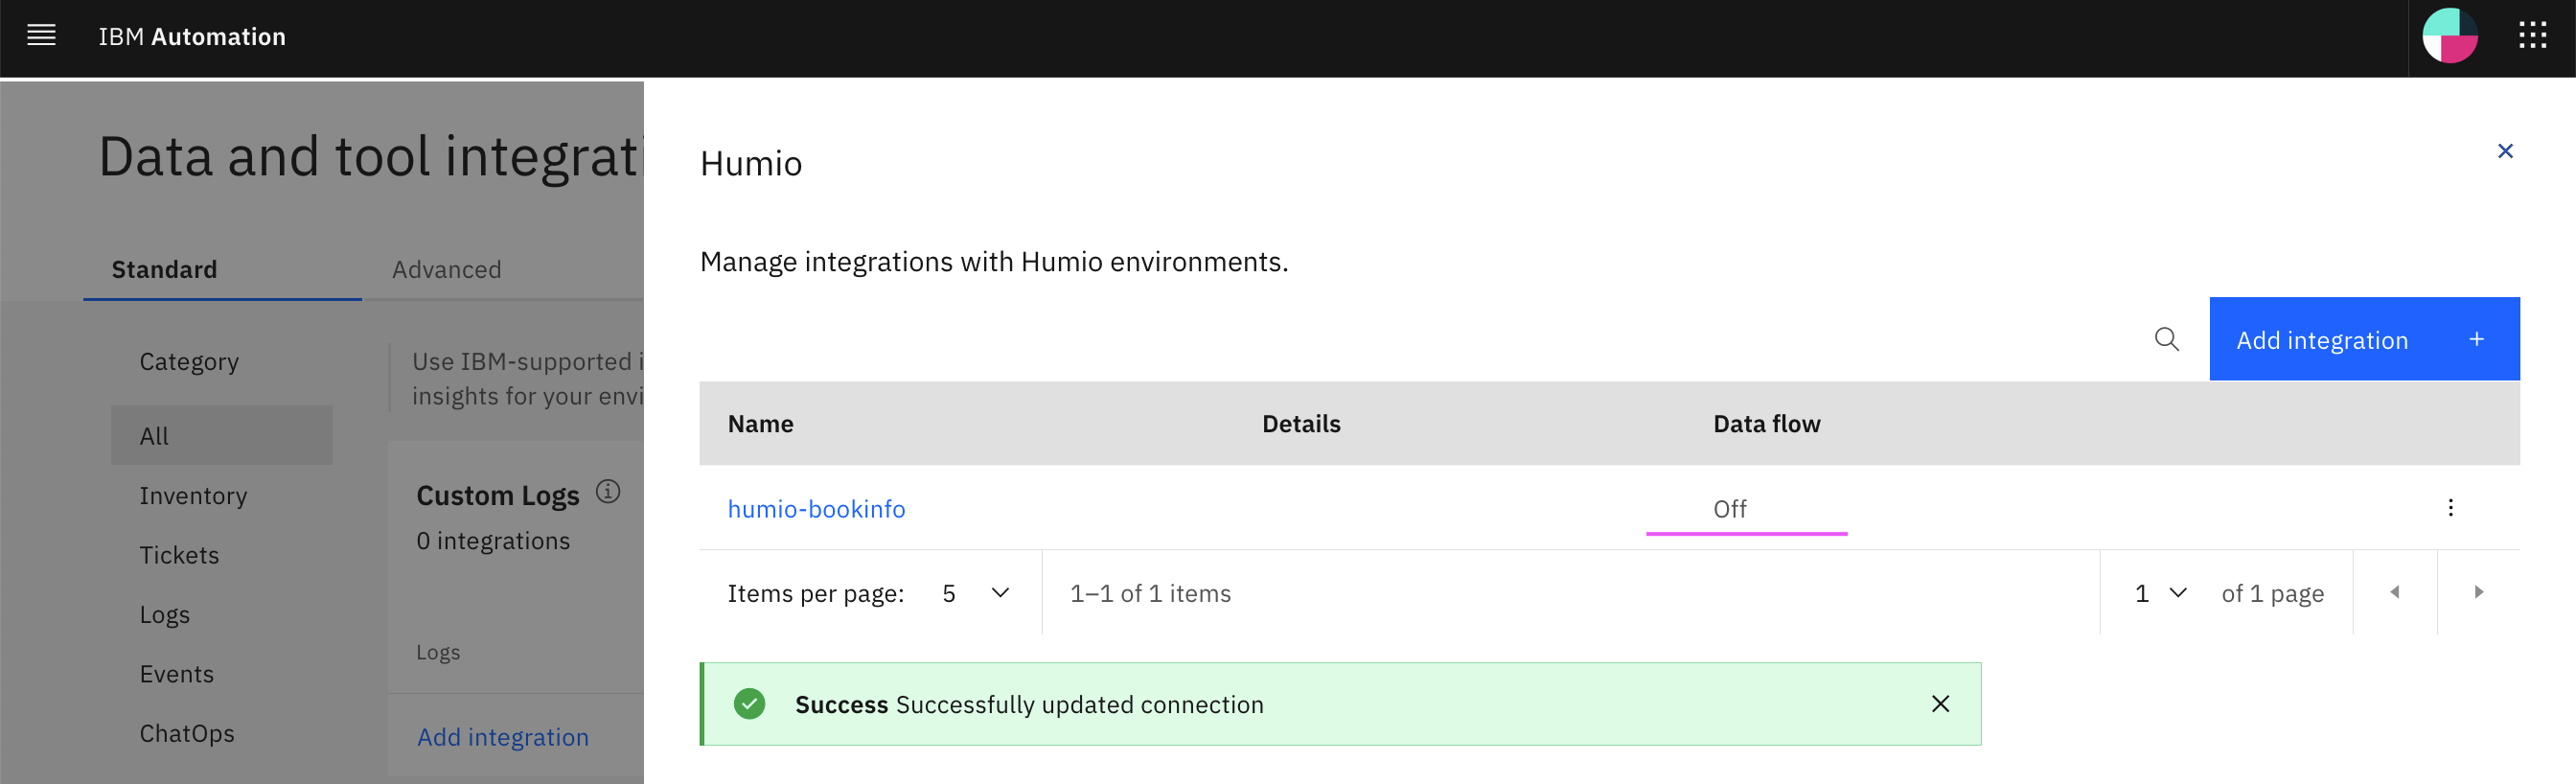 IBM Automation
Data and tool integrati
Standard
Advanced
Category
All
Inventory
Tickets
Logs
Events
ChatOps
Use IBM-supported i
insights for your envi
Custom Logs
0 integrations
Logs
Add integration
Humio
Manage integrations with Humio environments.
Add integration +
Name Details Data flow
humio-bookinfo Off
Items per page: 5 1–1 of 1 items 1 of 1 page
Success Successfully updated connection